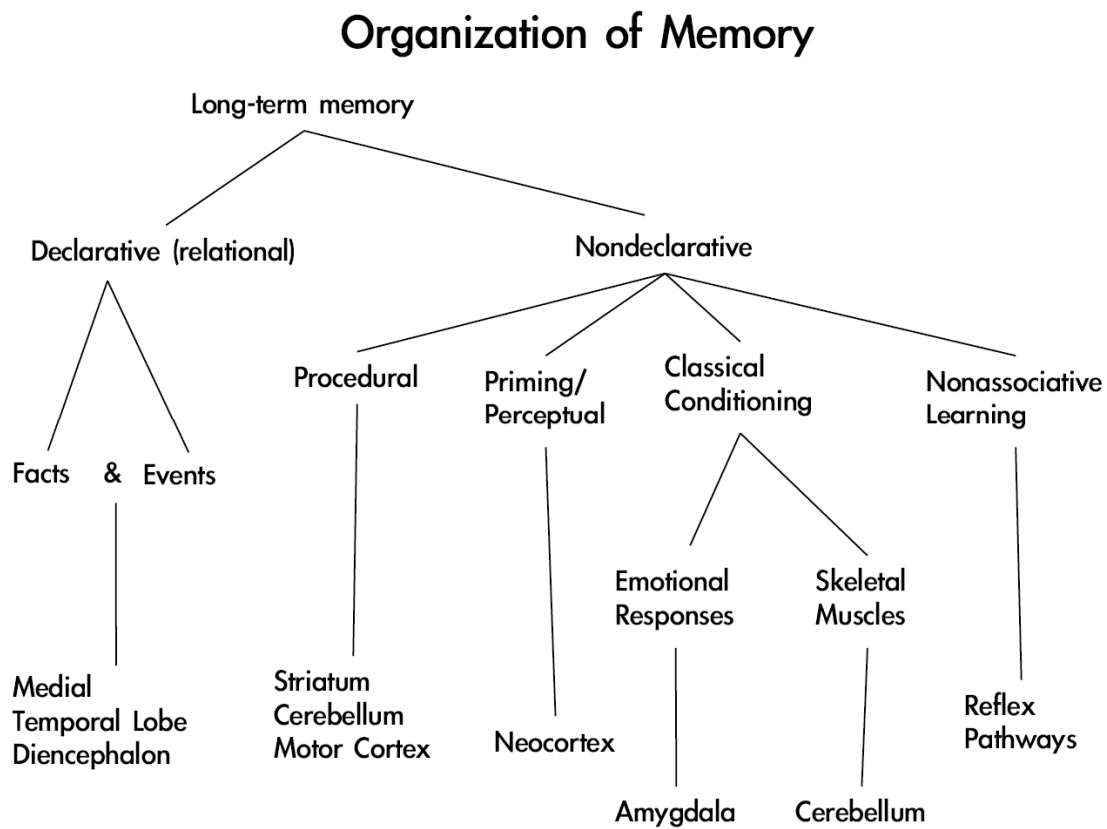 Organization of Memory
Long-term memory
Declarative (relational)
Nondeclarative
Procedural
Priming/
Perceptual
Classical
Conditioning
Nonassociative
Learning
Facts & Events
Emotional
Responses
Skeletal
Muscles
Medial
Temporal Lobe
Diencephalon
Striatum
Cerebellum
Motor Cortex
Neocortex
Reflex
Pathways
Amygdala
Cerebellum